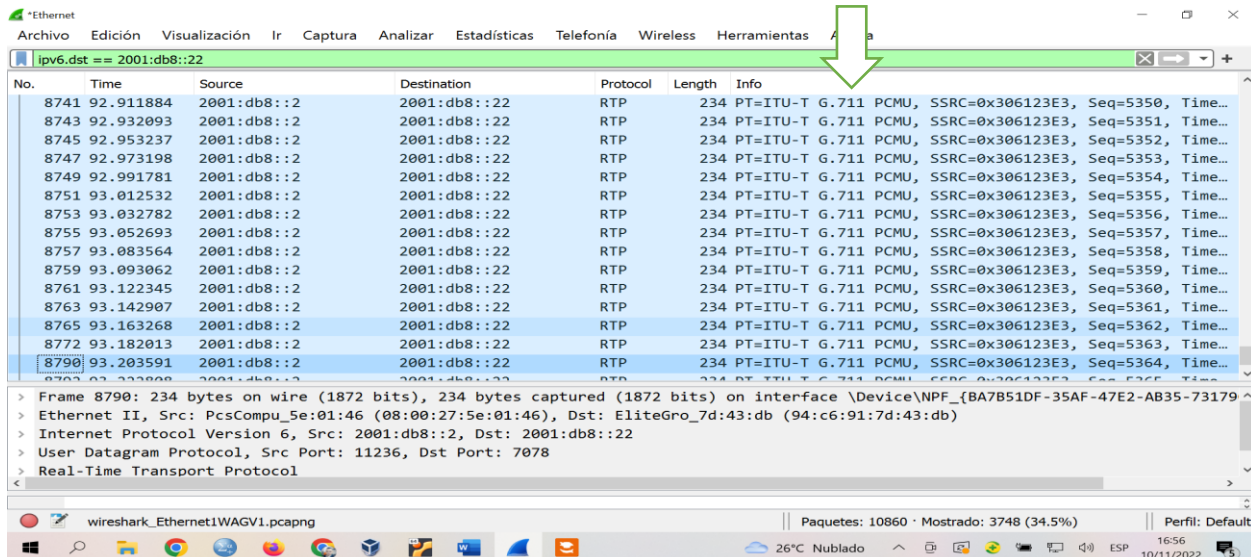 *Ethernet
Archivo Edición Visualización Ir Captura Analizar Estadísticas Telefonía Wireless Herramientas
ipv6.dst == 2001:db8::22
No. Time Source Destination Protocol Length Info
8741 92.911884 2001:db8::2 2001:db8::22 RTP 234 PT=ITU-T G.711 PCMU, SSRC=0x306123E3, Seq=5350, Time…
8743 92.932093 2001:db8::2 2001:db8::22 RTP 234 PT=ITU-T G.711 PCMU, SSRC=0x306123E3, Seq=5351, Time…
8745 92.953237 2001:db8::2 2001:db8::22 RTP 234 PT=ITU-T G.711 PCMU, SSRC=0x306123E3, Seq=5352, Time…
8747 92.973198 2001:db8::2 2001:db8::22 RTP 234 PT=ITU-T G.711 PCMU, SSRC=0x306123E3, Seq=5353, Time…
8749 92.991781 2001:db8::2 2001:db8::22 RTP 234 PT=ITU-T G.711 PCMU, SSRC=0x306123E3, Seq=5354, Time…
8751 93.012532 2001:db8::2 2001:db8::22 RTP 234 PT=ITU-T G.711 PCMU, SSRC=0x306123E3, Seq=5355, Time…
8753 93.032782 2001:db8::2 2001:db8::22 RTP 234 PT=ITU-T G.711 PCMU, SSRC=0x306123E3, Seq=5356, Time…
8755 93.052693 2001:db8::2 2001:db8::22 RTP 234 PT=ITU-T G.711 PCMU, SSRC=0x306123E3, Seq=5357, Time…
8757 93.083564 2001:db8::2 2001:db8::22 RTP 234 PT=ITU-T G.711 PCMU, SSRC=0x306123E3, Seq=5358, Time…
8759 93.093062 2001:db8::2 2001:db8::22 RTP 234 PT=ITU-T G.711 PCMU, SSRC=0x306123E3, Seq=5359, Time…
8761 93.122345 2001:db8::2 2001:db8::22 RTP 234 PT=ITU-T G.711 PCMU, SSRC=0x306123E3, Seq=5360, Time…
8763 93.142907 2001:db8::2 2001:db8::22 RTP 234 PT=ITU-T G.711 PCMU, SSRC=0x306123E3, Seq=5361, Time…
8765 93.163268 2001:db8::2 2001:db8::22 RTP 234 PT=ITU-T G.711 PCMU, SSRC=0x306123E3, Seq=5362, Time…
8772 93.182013 2001:db8::2 2001:db8::22 RTP 234 PT=ITU-T G.711 PCMU, SSRC=0x306123E3, Seq=5363, Time…
8790 93.203591 2001:db8::2 2001:db8::22 RTP 234 PT=ITU-T G.711 PCMU, SSRC=0x306123E3, Seq=5364, Time…
> Frame 8790: 234 bytes on wire (1872 bits), 234 bytes captured (1872 bits) on interface \Device\NPF_{BA7B51DF-35AF-47E2-AB35-73179
> Ethernet II, Src: PcsCompu_5e:01:46 (08:00:27:5e:01:46), Dst: EliteGro_7d:43:db (94:c6:91:7d:43:db)
> Internet Protocol Version 6, Src: 2001:db8::2, Dst: 2001:db8::22
> User Datagram Protocol, Src Port: 11236, Dst Port: 7078
> Real-Time Transport Protocol
wireshark_Ethernet1WAGV1.pcapng Paquetes: 10860 · Mostrado: 3748 (34.5%) Perfil: Default
26°C Nublado ESP 16:56
10/11/2022